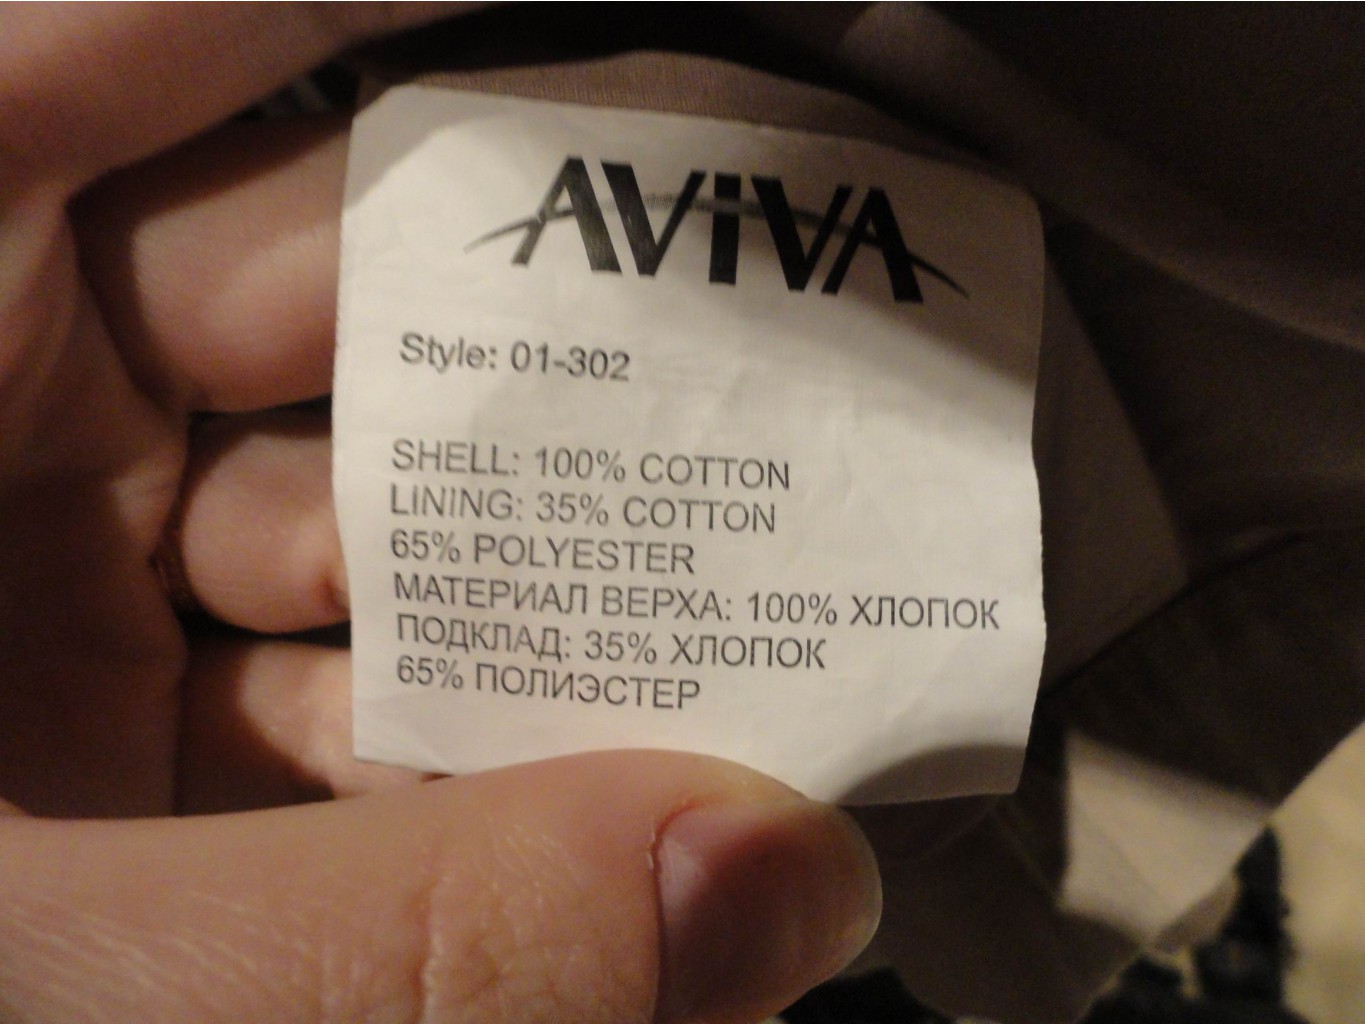 AViVA
Style: 01-302
SHELL: 100% COTTON
LINING: 35% COTTON
65% POLYESTER
МАТЕРИАЛ ВЕРХА: 100% ХЛОПОК
ПОДКЛАД: 35% ХЛОПОК
65% ПОЛИЭСТЕР